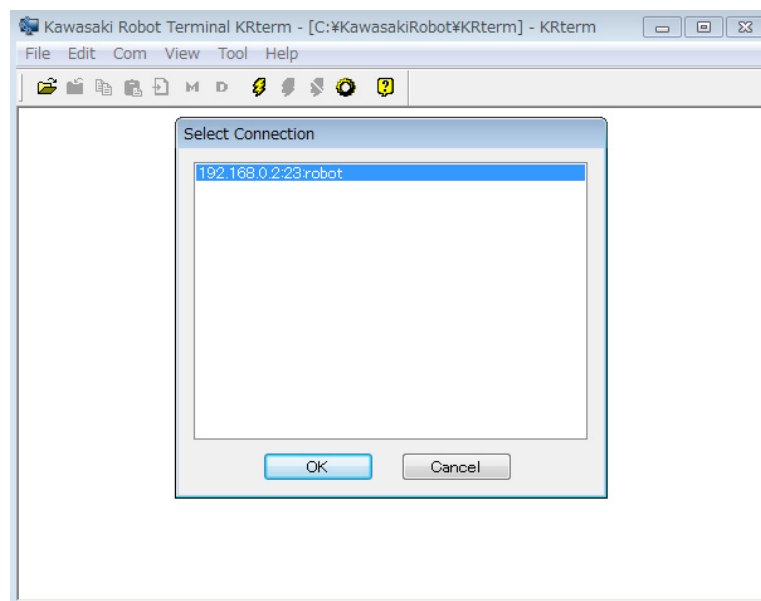 Kawasaki Robot Terminal KRterm - [C:¥KawasakiRobot¥KRterm] - KRterm
File Edit Com View Tool Help
M D
Select Connection
192.168.0.2:23:robot
OK Cancel